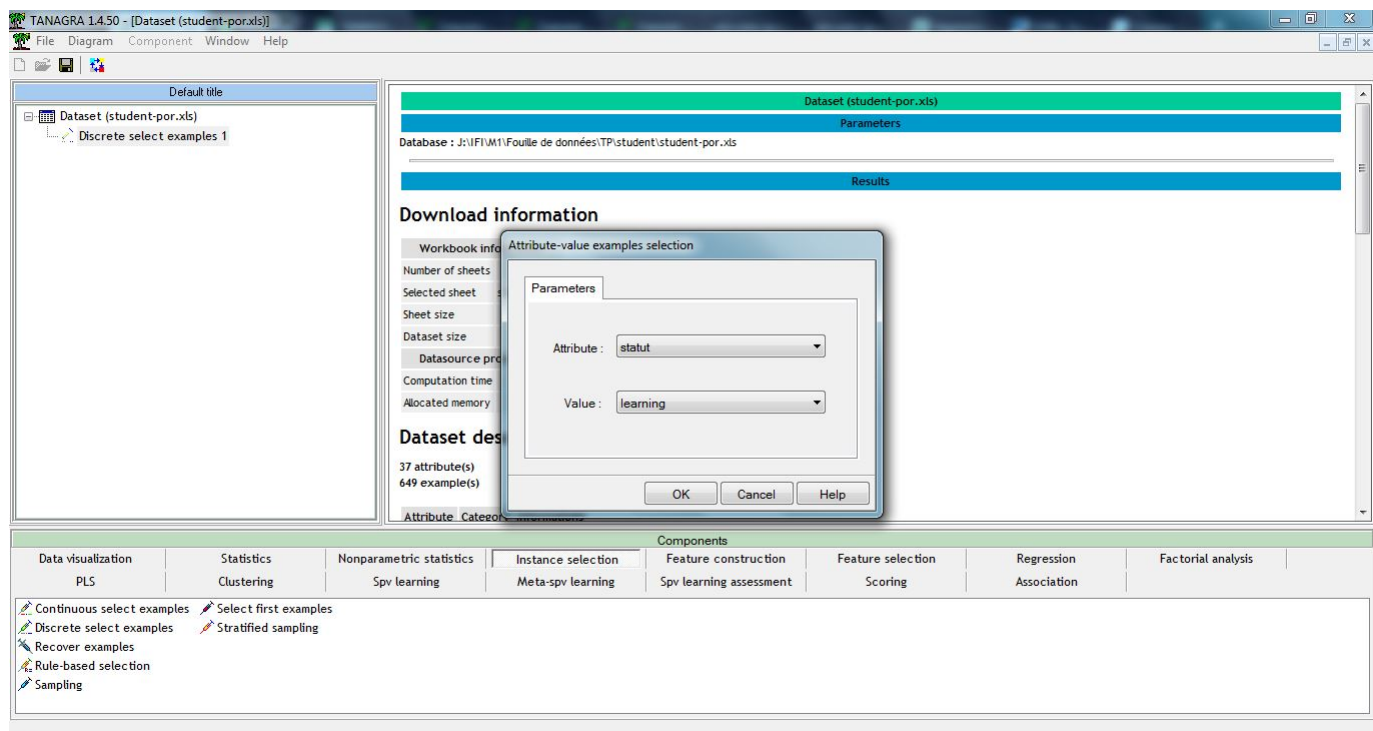 TANAGRA 1.4.50 - [Dataset (student-por.xls)]
File Diagram Component Window Help
Default title
Dataset (student-por.xls)
Discrete select examples 1
Dataset (student-por.xls)
Parameters
Database : J:\IFI\M1\Fouille de données\TP\student\student-por.xls
Results
Download information
Workbook info
Number of sheets
Selected sheet
Sheet size
Dataset size
Datasource pro
Computation time
Allocated memory
Dataset des
37 attribute(s)
649 example(s)
Attribute Category Informations
Attribute-value examples selection
Parameters
Attribute : statut
Value : learning
OK Cancel Help
Components
Data visualization Statistics Nonparametric statistics Instance selection Feature construction Feature selection Regression Factorial analysis
PLS Clustering Spv learning Meta-spv learning Spv learning assessment Scoring Association
Continuous select examples Select first examples
Discrete select examples Stratified sampling
Recover examples
Rule-based selection
Sampling